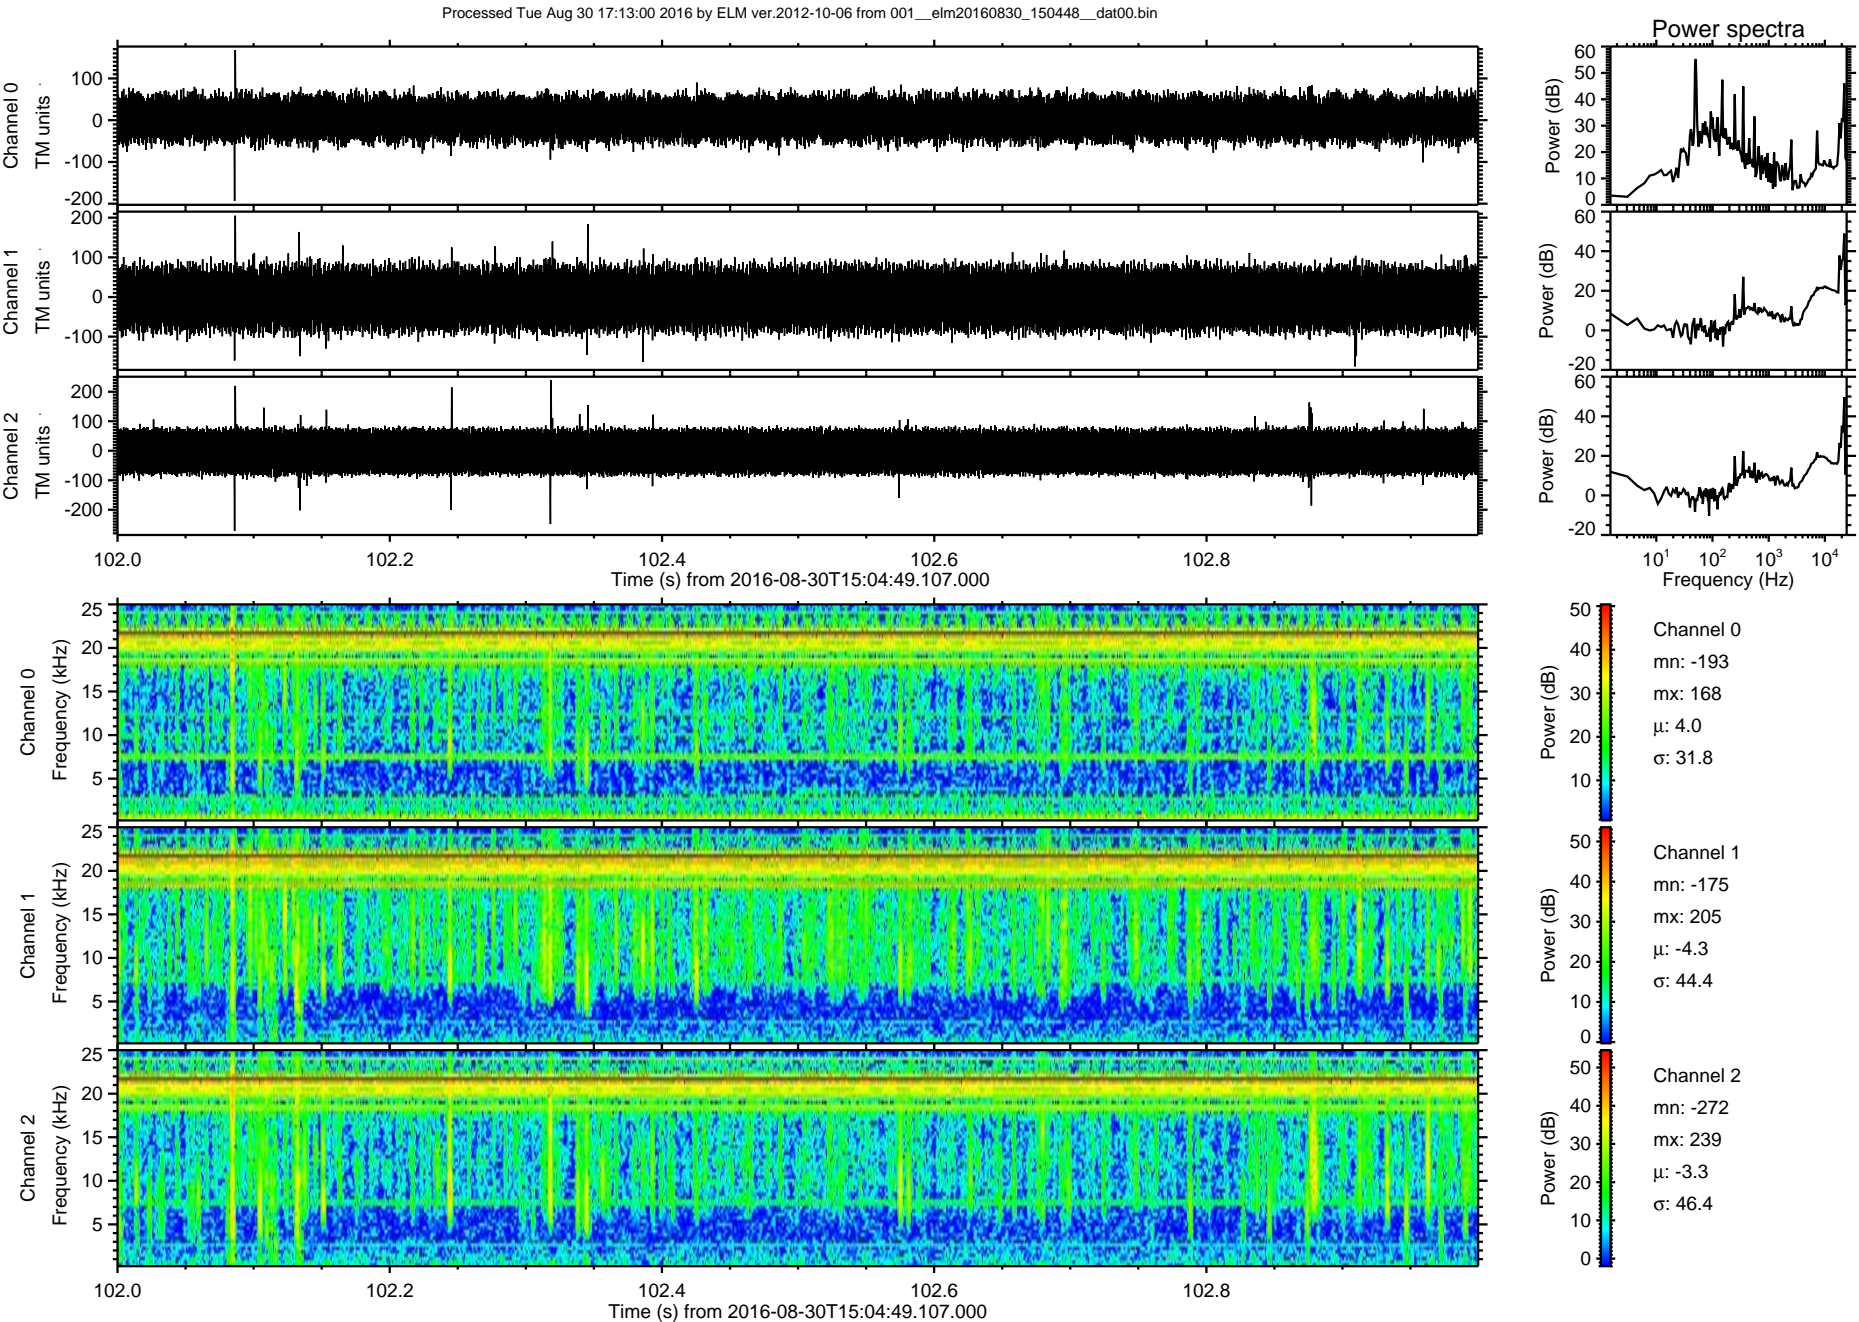 Processed Tue Aug 30 17:13:00 2016 by ELM ver.2012-10-06 from 001__elm20160830_150448__dat00.bin
Power spectra
Channel 0
TM units
100
0
-100
-200
Power (dB)
60
50
40
30
20
10
0
Channel 1
TM units
200
100
0
-100
Power (dB)
60
40
20
0
-20
Channel 2
TM units
200
100
0
-100
-200
Power (dB)
60
40
20
0
-20
102.0 102.2 102.4 102.6 102.8
Time (s) from 2016-08-30T15:04:49.107.000
10^1 10^2 10^3 10^4
Frequency (Hz)
Channel 0
Frequency (kHz)
25
20
15
10
5
Power (dB)
50
40
30
20
10
Channel 0
mn: -193
mx: 168
μ: 4.0
σ: 31.8
Channel 1
Frequency (kHz)
25
20
15
10
5
Power (dB)
50
40
30
20
10
0
Channel 1
mn: -175
mx: 205
μ: -4.3
σ: 44.4
Channel 2
Frequency (kHz)
25
20
15
10
5
Power (dB)
50
40
30
20
10
0
Channel 2
mn: -272
mx: 239
μ: -3.3
σ: 46.4
102.0 102.2 102.4 102.6 102.8
Time (s) from 2016-08-30T15:04:49.107.000